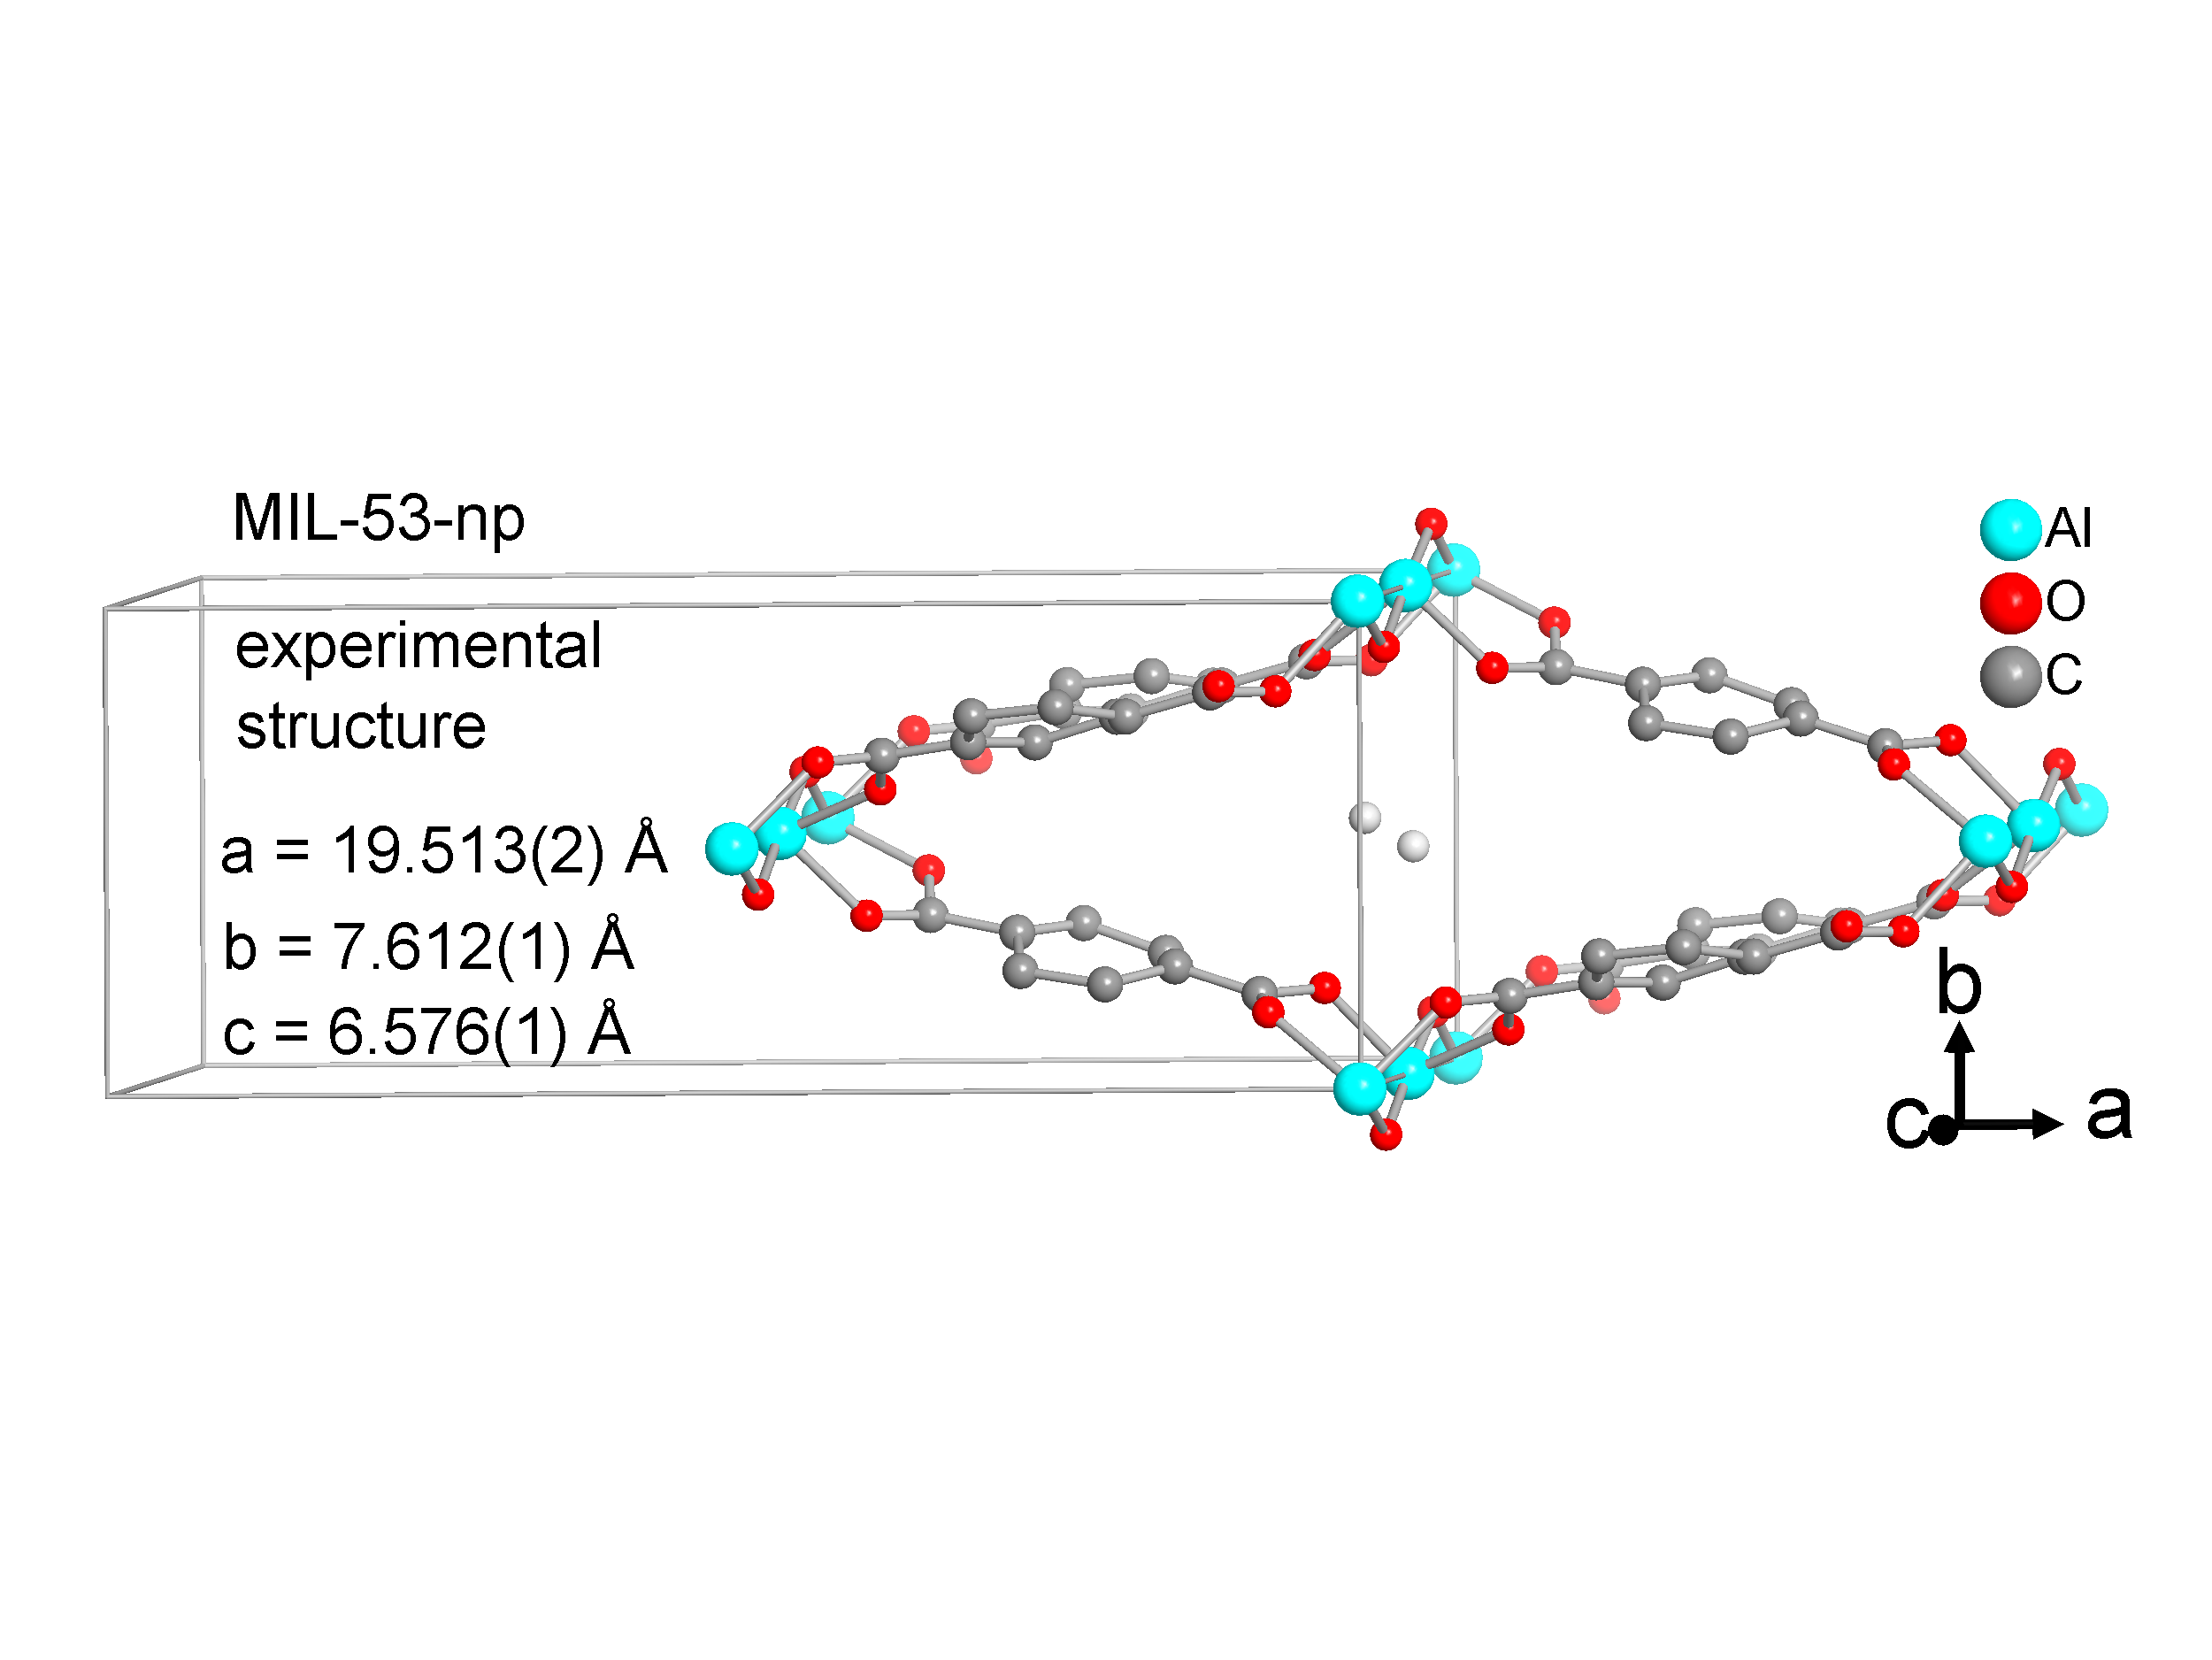 MIL-53-np
experimental
structure
a = 19.513(2) Å
b = 7.612(1) Å
c = 6.576(1) Å
Al
O
C
b
c
a